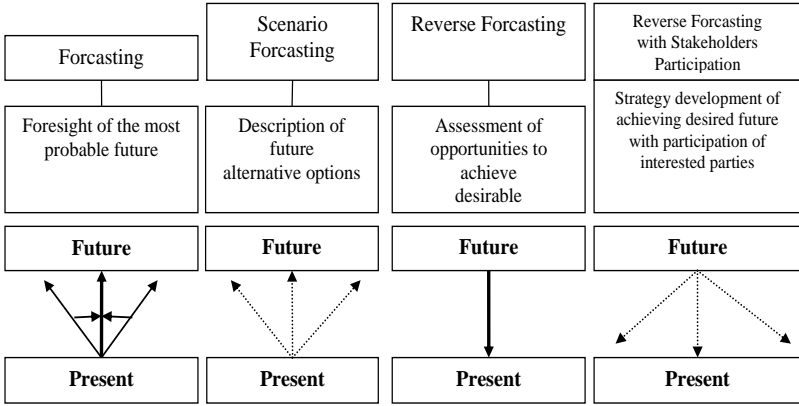 Forcasting
Foresight of the most
probable future
Future
Present
Scenario
Forcasting
Description of
future
alternative options
Future
Present
Reverse Forcasting
Assessment of
opportunities to
achieve
desirable
Future
Present
Reverse Forcasting
with Stakeholders
Participation
Strategy development of
achieving desired future
with participation of
interested parties
Future
Present